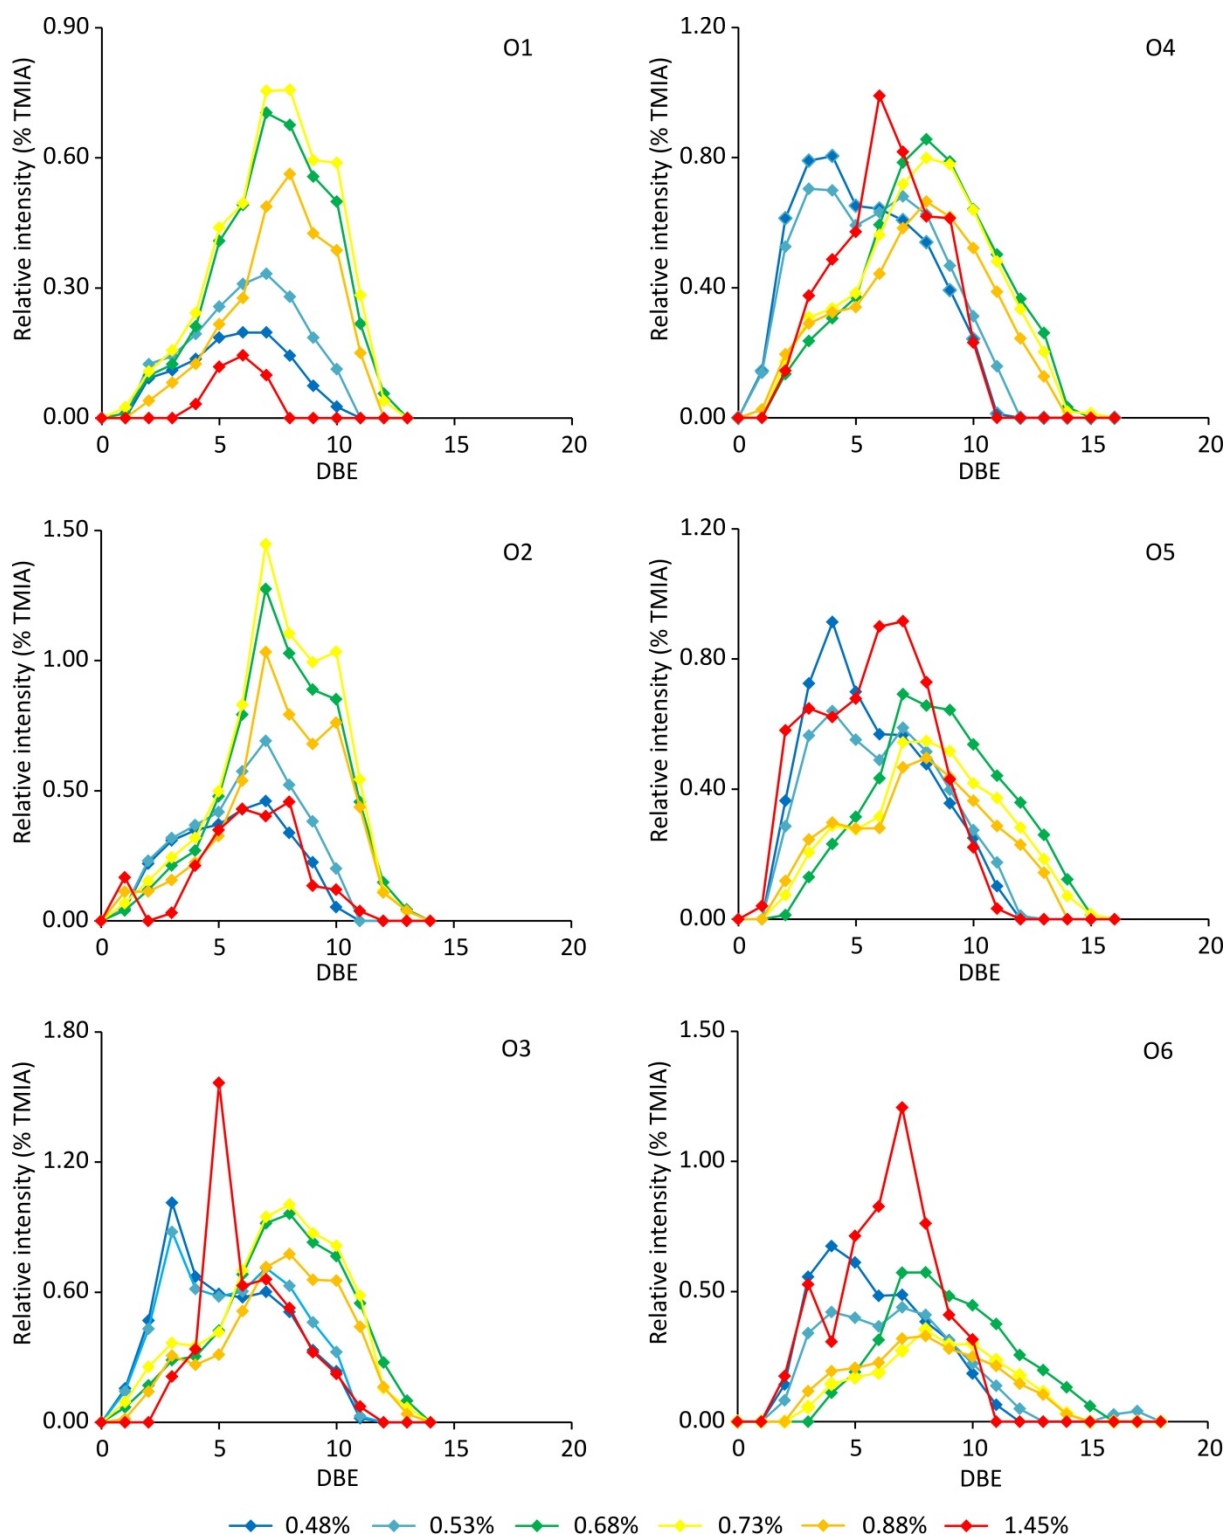 O1
Relative intensity (% TMIA)
0.90
0.60
0.30
0.00
0 5 10 15 20
DBE
O4
Relative intensity (% TMIA)
1.20
0.80
0.40
0.00
0 5 10 15 20
DBE
O2
Relative intensity (% TMIA)
1.50
1.00
0.50
0.00
0 5 10 15 20
DBE
O5
Relative intensity (% TMIA)
1.20
0.80
0.40
0.00
0 5 10 15 20
DBE
O3
Relative intensity (% TMIA)
1.80
1.20
0.60
0.00
0 5 10 15 20
DBE
O6
Relative intensity (% TMIA)
1.50
1.00
0.50
0.00
0 5 10 15 20
DBE
0.48% 0.53% 0.68% 0.73% 0.88% 1.45%